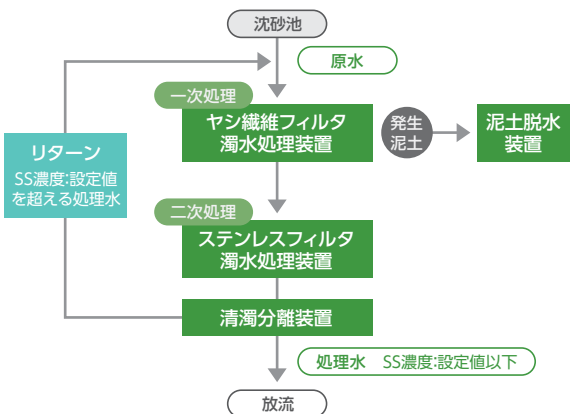 沈砂池
原水
一次処理
ヤシ繊維フィルタ
濁水処理装置
発生
泥土
泥土脱水
装置
リターン
SS濃度:設定値
を超える処理水
二次処理
ステンレスフィルタ
濁水処理装置
清濁分離装置
処理水 SS濃度:設定値以下
放流